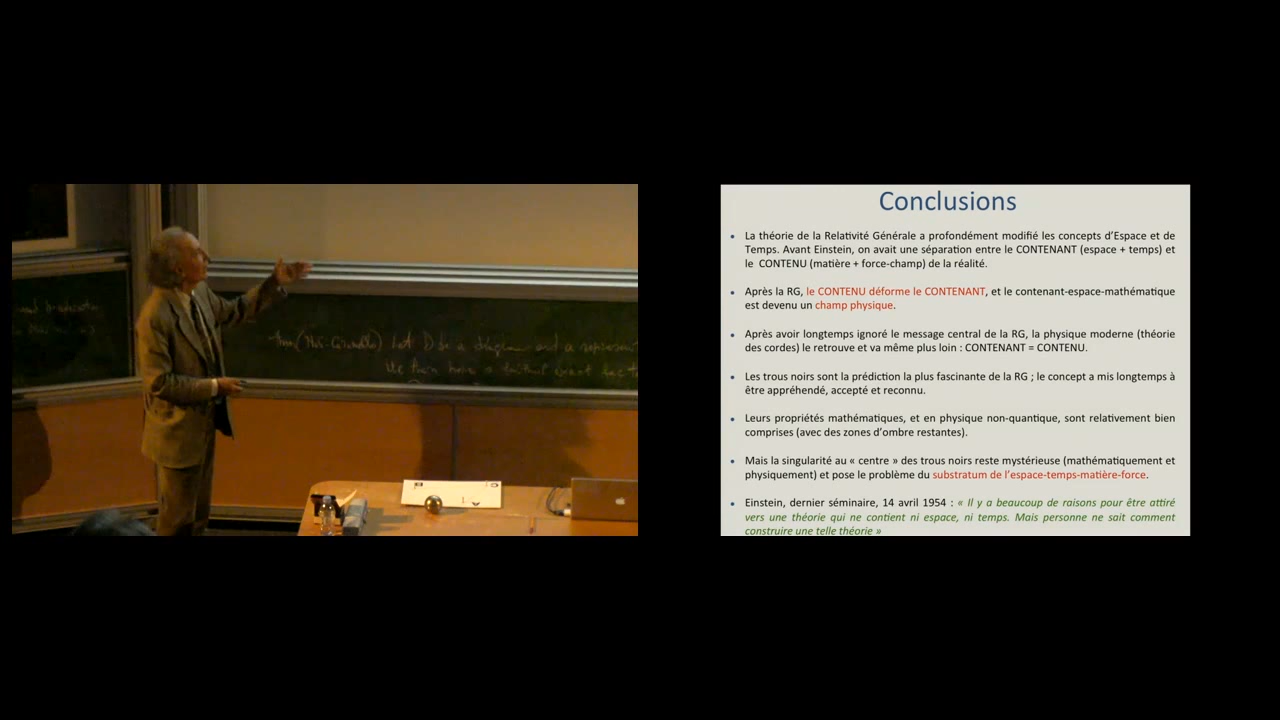 Let D be a
Conclusions
• La théorie de la Relativité Générale a profondément modifié les concepts d’Espace et de
Temps. Avant Einstein, on avait une séparation entre le CONTENANT (espace + temps) et
le CONTENU (matière + force-champ) de la réalité.
• Après la RG, le CONTENU déforme le CONTENANT, et le contenant-espace-mathématique
est devenu un champ physique.
• Après avoir longtemps ignoré le message central de la RG, la physique moderne (théorie
des cordes) le retrouve et va même plus loin : CONTENANT = CONTENU.
• Les trous noirs sont la prédiction la plus fascinante de la RG ; le concept a mis longtemps à
être appréhendé, accepté et reconnu.
• Leurs propriétés mathématiques, et en physique non-quantique, sont relativement bien
comprises (avec des zones d’ombre restantes).
• Mais la singularité au « centre » des trous noirs reste mystérieuse (mathématiquement et
physiquement) et pose le problème du substratum de l’espace-temps-matière-force.
• Einstein, dernier séminaire, 14 avril 1954 : « Il y a beaucoup de raisons pour être attiré
vers une théorie qui ne contient ni espace, ni temps. Mais personne ne sait comment
construire une telle théorie »